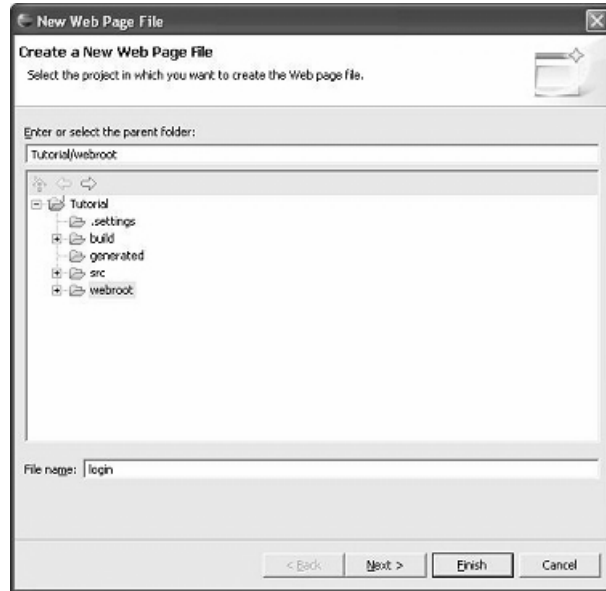 New Web Page File
Create a New Web Page File
Select the project in which you want to create the Web page file.
Enter or select the parent folder:
Tutorial/webroot
Tutorial
.settings
build
generated
src
webroot
File name: login
< Back Next > Finish Cancel